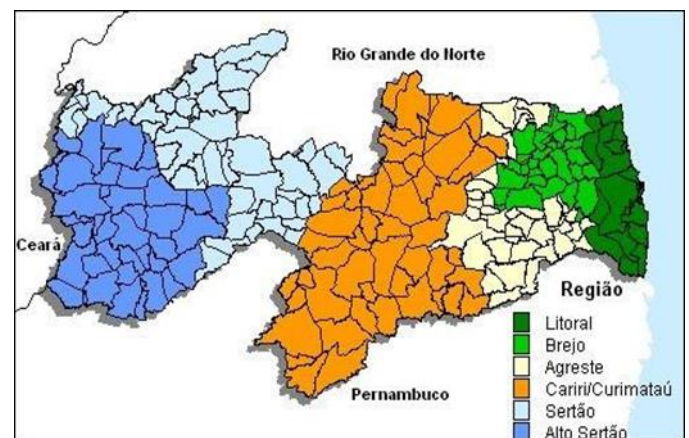 Rio Grande do Norte
Ceará
Pernambuco
Região
Litoral
Brejo
Agreste
Cariri/Curimataú
Sertão
Alto Sertão